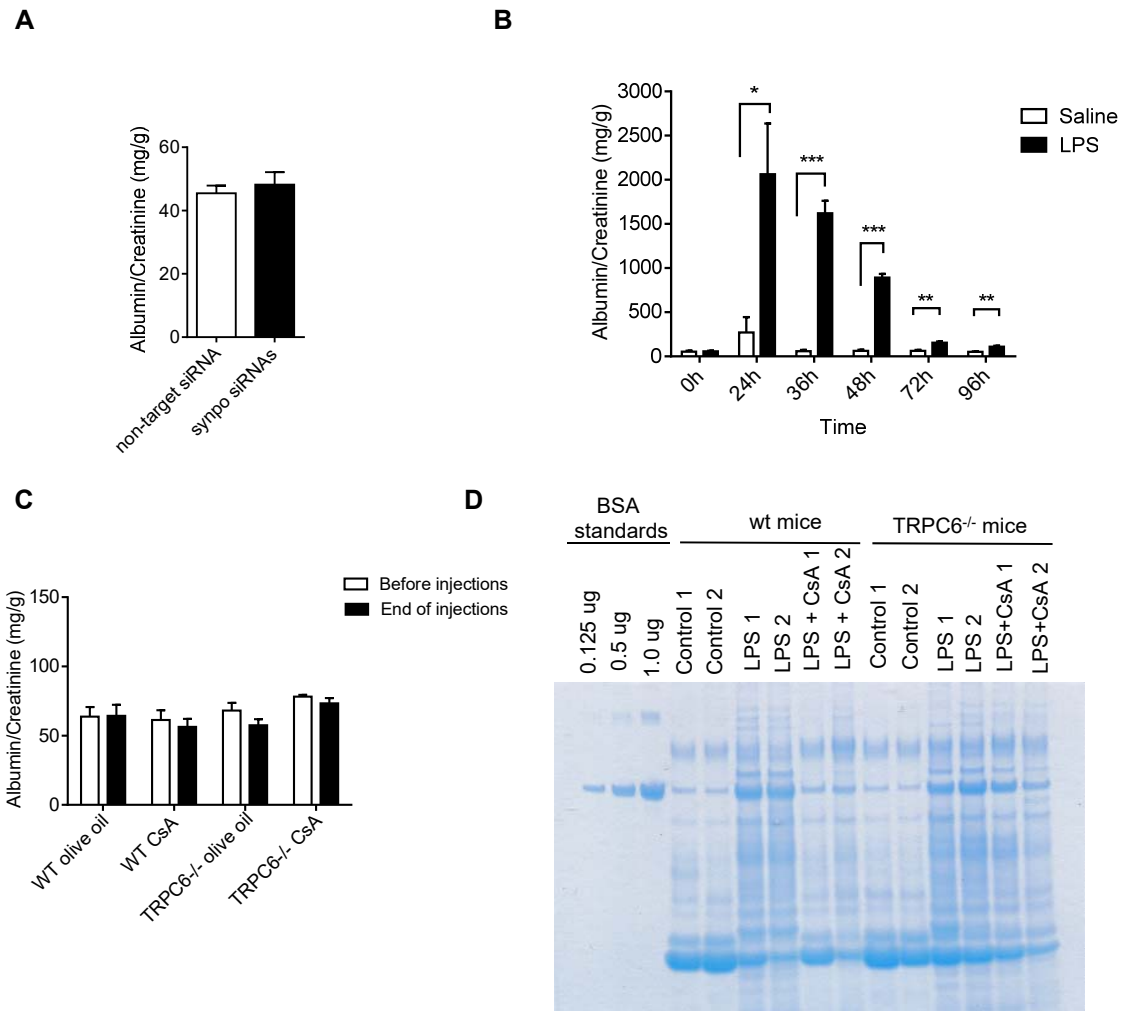 A
Albumin/Creatinine (mg/g)
60
40
20
0
non-target siRNA
synpo siRNAs
B
Albumin/Creatinine (mg/g)
3000
2500
2000
1500
1000
500
0
*
***
***
**
**
Saline
LPS
0h
24h
36h
48h
72h
96h
Time
C
Albumin/Creatinine (mg/g)
150
100
50
0
Before injections
End of injections
WT olive oil
WT CsA
TRPC6-/- olive oil
TRPC6-/- CsA
D
BSA
standards
wt mice
TRPC6-/- mice
0.125 ug
0.5 ug
1.0 ug
Control 1
Control 2
LPS 1
LPS 2
LPS + CsA 1
LPS + CsA 2
Control 1
Control 2
LPS 1
LPS 2
LPS+CsA 1
LPS+CsA 2